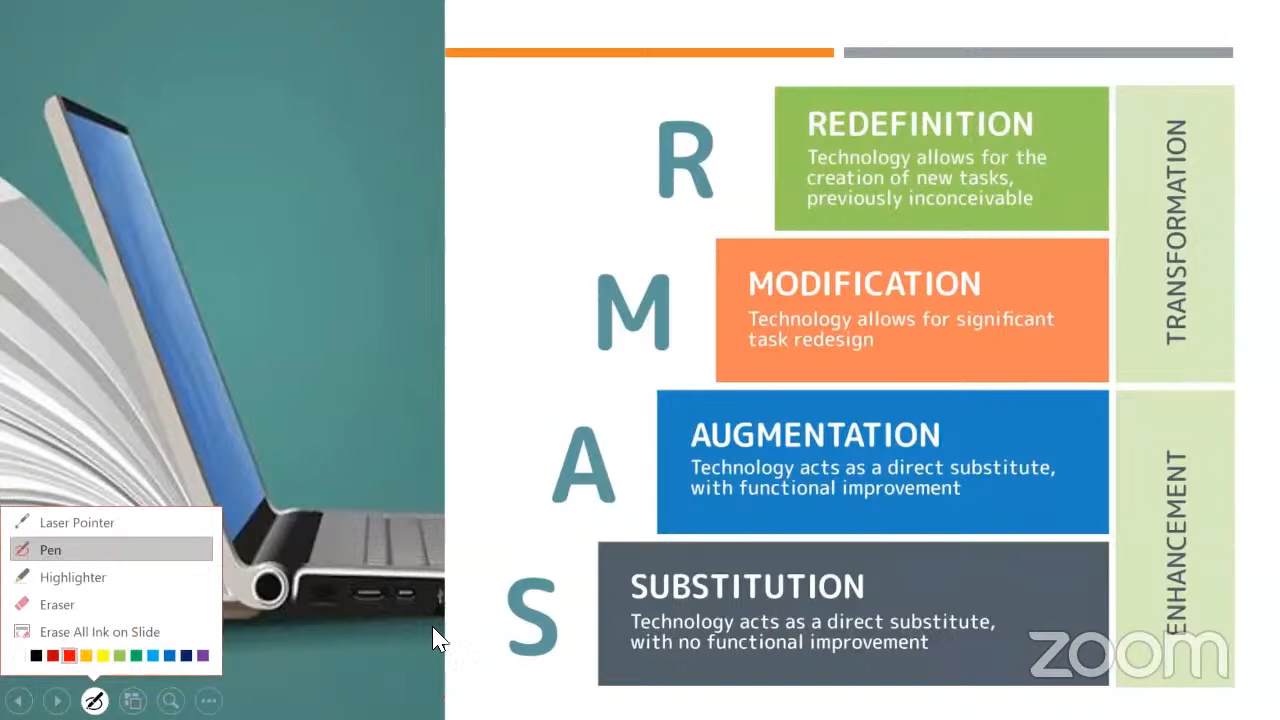 R
REDEFINITION
Technology allows for the
creation of new tasks,
previously inconceivable
TRANSFORMATION
M
MODIFICATION
Technology allows for significant
task redesign
A
AUGMENTATION
Technology acts as a direct substitute,
with functional improvement
ENHANCEMENT
S
SUBSTITUTION
Technology acts as a direct substitute,
with no functional improvement
Laser Pointer
Pen
Highlighter
Eraser
Erase All Ink on Slide
zoom